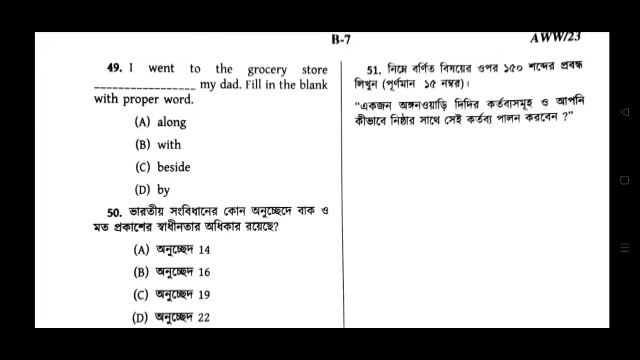 B-7
AWW/23
49. I went to the grocery store
__________________ my dad. Fill in the blank
with proper word.
(A) along
(B) with
(C) beside
(D) by
50. ভারতীয় সংবিধানের কোন অনুচ্ছেদে বাক ও
মত প্রকাশের স্বাধীনতার অধিকার রয়েছে?
(A) অনুচ্ছেদ 14
(B) অনুচ্ছেদ 16
(C) অনুচ্ছেদ 19
(D) অনুচ্ছেদ 22
51. নিম্নে বর্ণিত বিষয়ের ওপর ১৫০ শব্দের প্রবন্ধ
লিখুন (পূর্ণমান ১৫ নম্বর)।
“একজন অঙ্গনওয়াড়ি দিদির কর্তব্যসমূহ ও আপনি
কীভাবে নিষ্ঠার সাথে সেই কর্তব্য পালন করবেন ?”